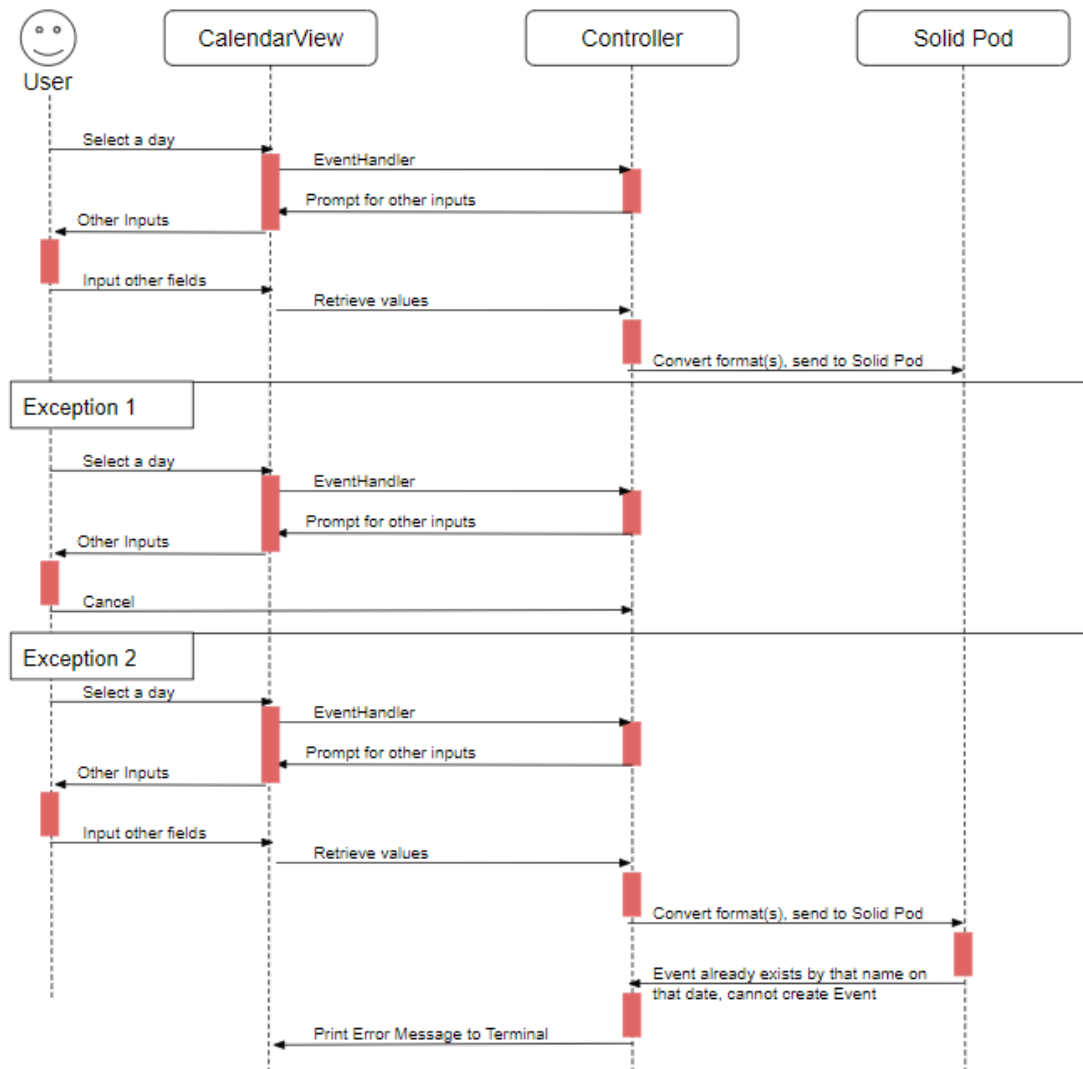 User
CalendarView
Controller
Solid Pod
Select a day
EventHandler
Prompt for other inputs
Other Inputs
Input other fields
Retrieve values
Convert format(s), send to Solid Pod
Exception 1
Select a day
EventHandler
Prompt for other inputs
Other Inputs
Cancel
Exception 2
Select a day
EventHandler
Prompt for other inputs
Other Inputs
Input other fields
Retrieve values
Convert format(s), send to Solid Pod
Event already exists by that name on
that date, cannot create Event
Print Error Message to Terminal